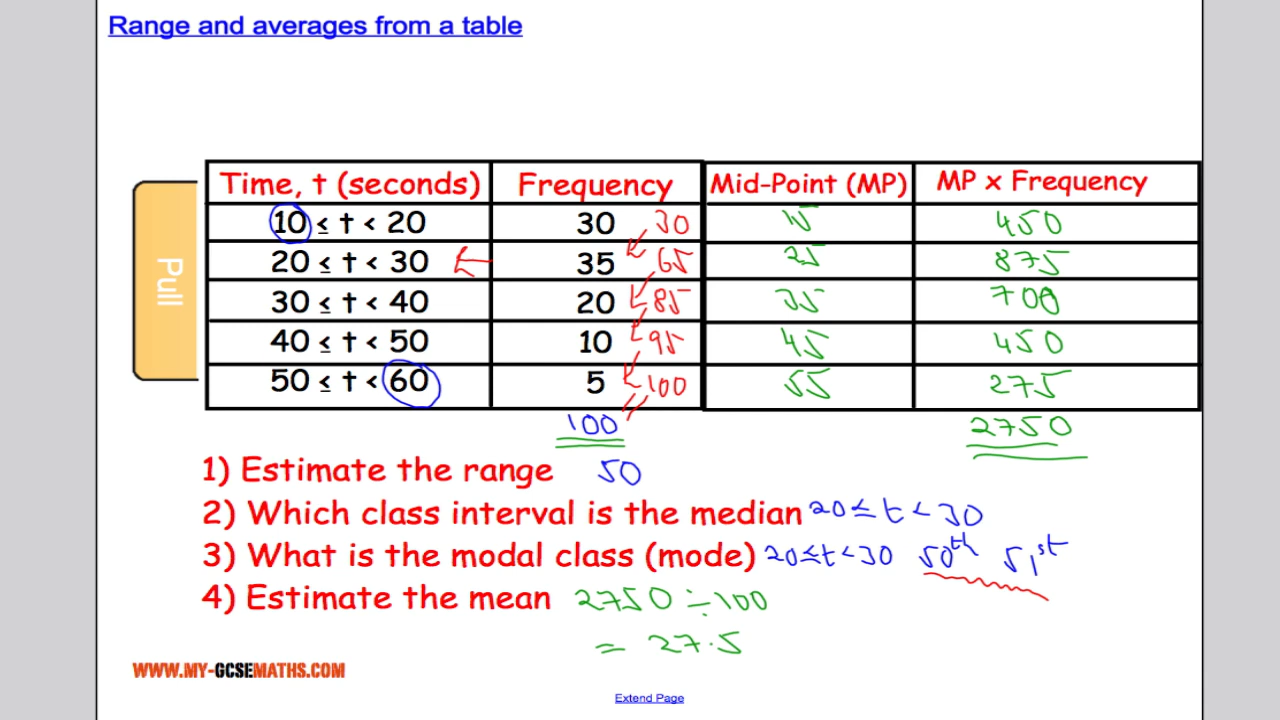 Range and averages from a table
Pull
Time, t (seconds) Frequency Mid-Point (MP) MP x Frequency
10 ≤ t < 20 30 30 15 450
20 ≤ t < 30 35 65 25 875
30 ≤ t < 40 20 85 35 700
40 ≤ t < 50 10 95 45 450
50 ≤ t < 60 5 100 55 275
100 2750
1) Estimate the range 50
2) Which class interval is the median 20 ≤ t < 30
3) What is the modal class (mode) 20 ≤ t < 30 50th 51st
4) Estimate the mean 2750 ÷ 100
= 27.5
WWW.MY-GCSEMATHS.COM
Extend Page